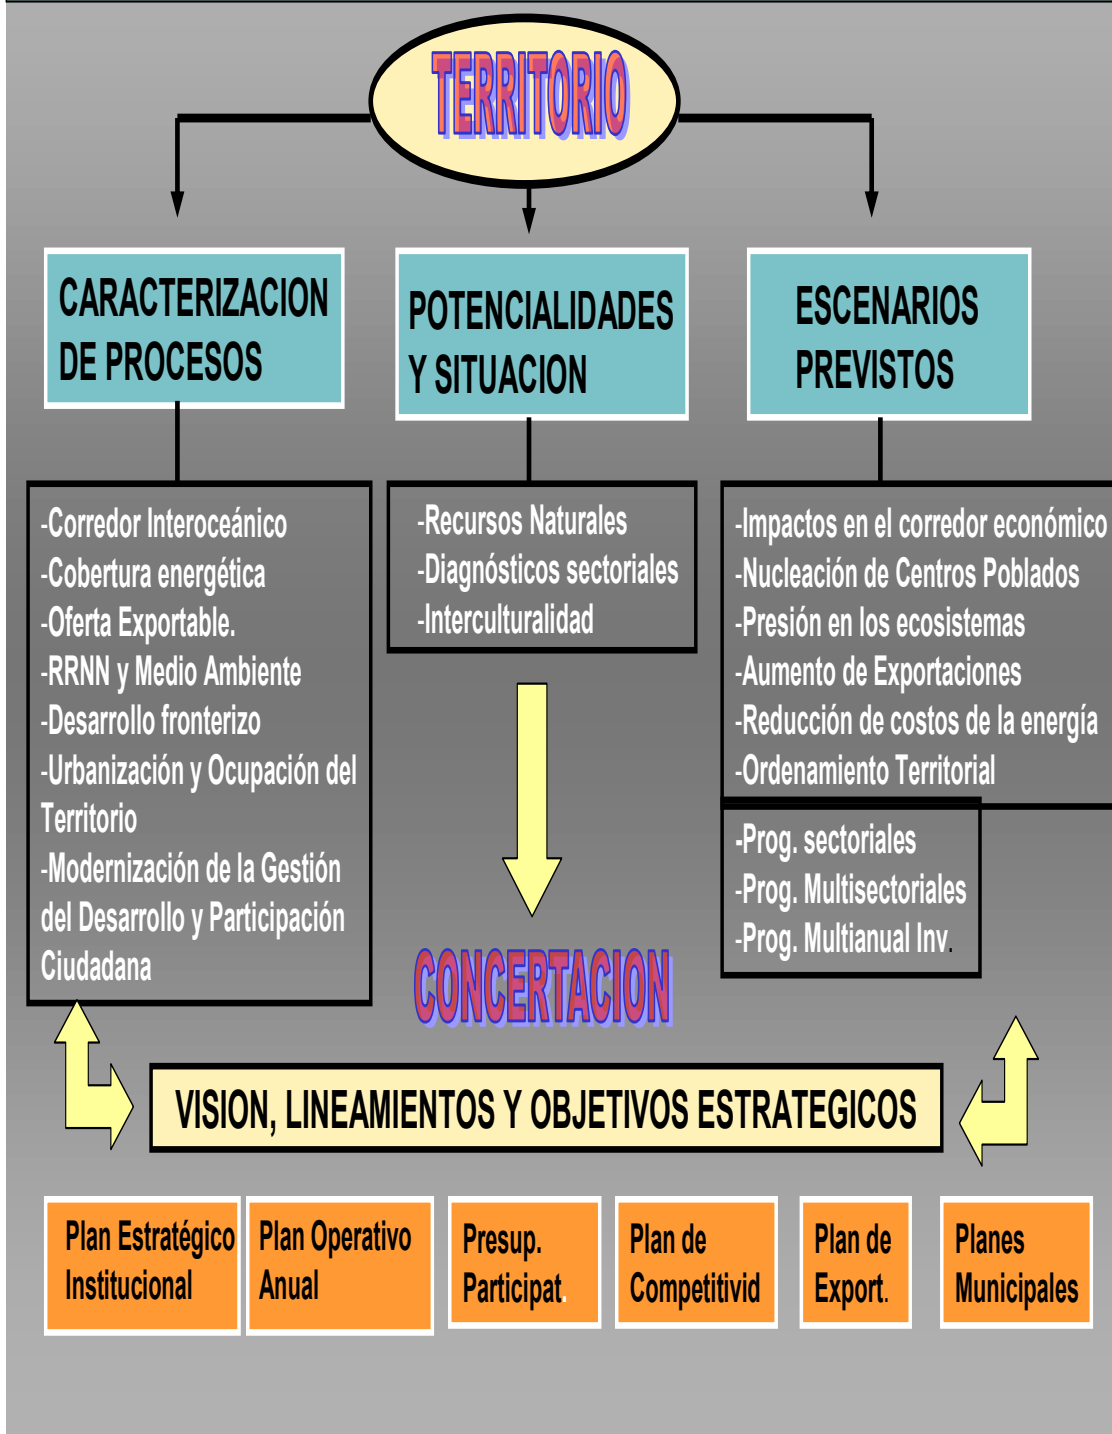 TERRITORIO
CARACTERIZACION
DE PROCESOS
POTENCIALIDADES
Y SITUACION
ESCENARIOS
PREVISTOS
-Corredor Interoceánico
-Cobertura energética
-Oferta Exportable.
-RRNN y Medio Ambiente
-Desarrollo fronterizo
-Urbanización y Ocupación del
Territorio
-Modernización de la Gestión
del Desarrollo y Participación
Ciudadana
-Recursos Naturales
-Diagnósticos sectoriales
-Interculturalidad
-Impactos en el corredor económico
-Nucleación de Centros Poblados
-Presión en los ecosistemas
-Aumento de Exportaciones
-Reducción de costos de la energía
-Ordenamiento Territorial
-Prog. sectoriales
-Prog. Multisectoriales
-Prog. Multianual Inv.
CONCERTACION
VISION, LINEAMIENTOS Y OBJETIVOS ESTRATEGICOS
Plan Estratégico
Institucional
Plan Operativo
Anual
Presup.
Participat.
Plan de
Competitivid
Plan de
Export.
Planes
Municipales